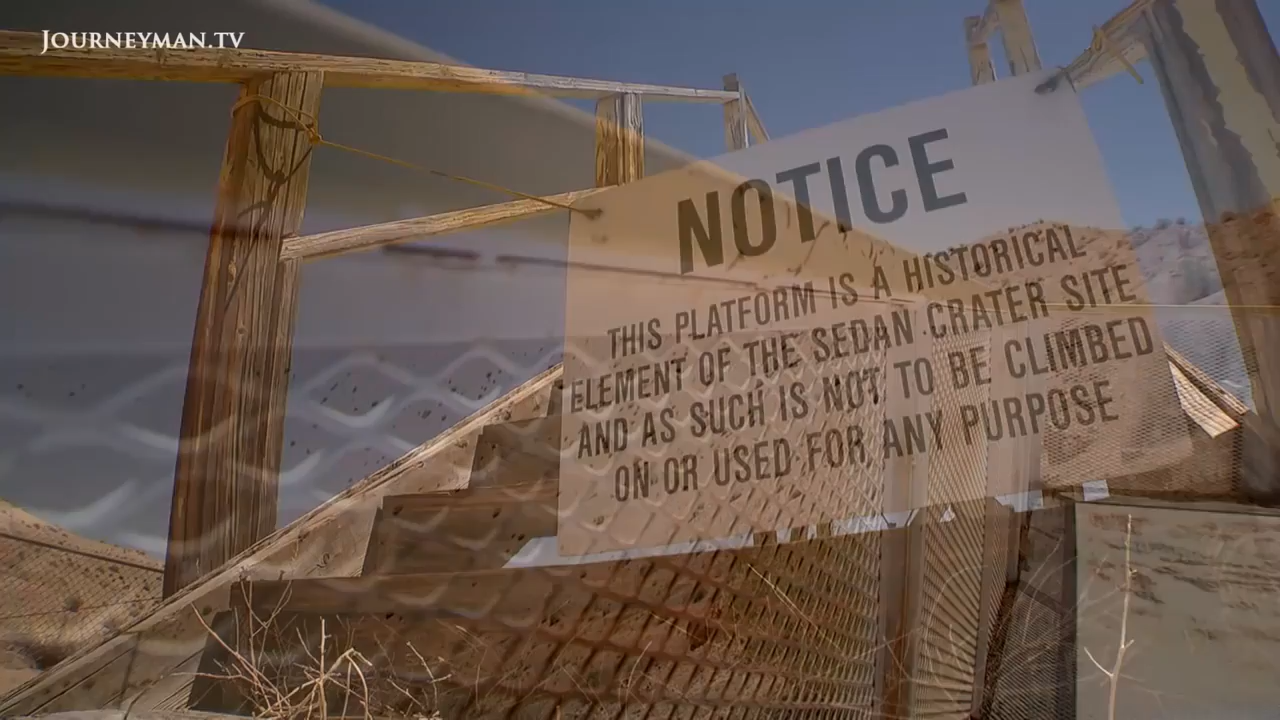 JOURNEYMAN.TV
NOTICE
THIS PLATFORM IS A HISTORICAL
ELEMENT OF THE SEDAN CRATER SITE
AND AS SUCH IS NOT TO BE CLIMBED
ON OR USED FOR ANY PURPOSE